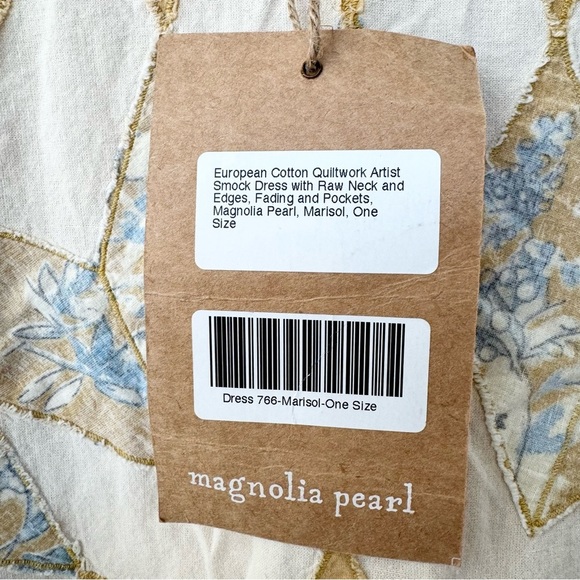 European Cotton Quiltwork Artist
Smock Dress with Raw Neck and
Edges, Fading and Pockets,
Magnolia Pearl, Marisol, One
Size
Dress 766-Marisol-One Size
magnolia pearl